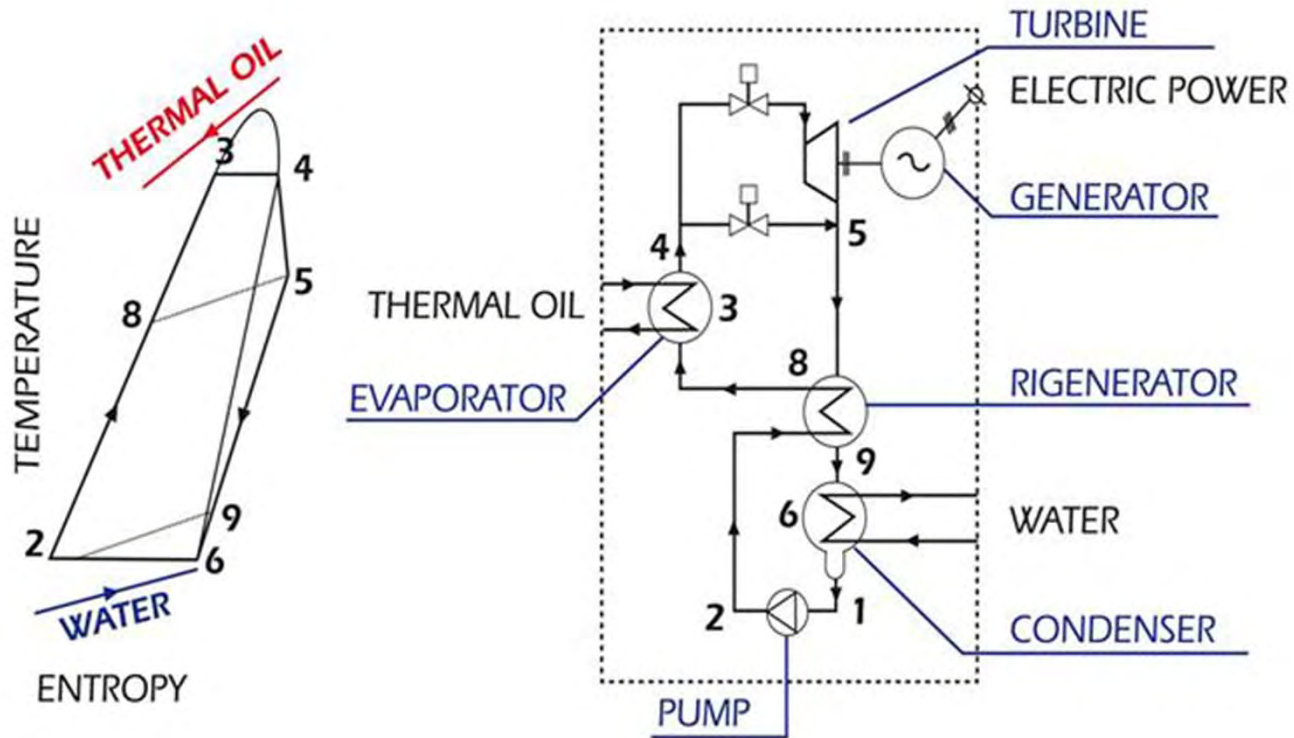 THERMAL OIL
3
4
TEMPERATURE
8
5
2
9
6
WATER
ENTROPY
TURBINE
ELECTRIC POWER
GENERATOR
5
4
THERMAL OIL
3
8
RIGENERATOR
EVAPORATOR
9
6
WATER
2
1
CONDENSER
PUMP